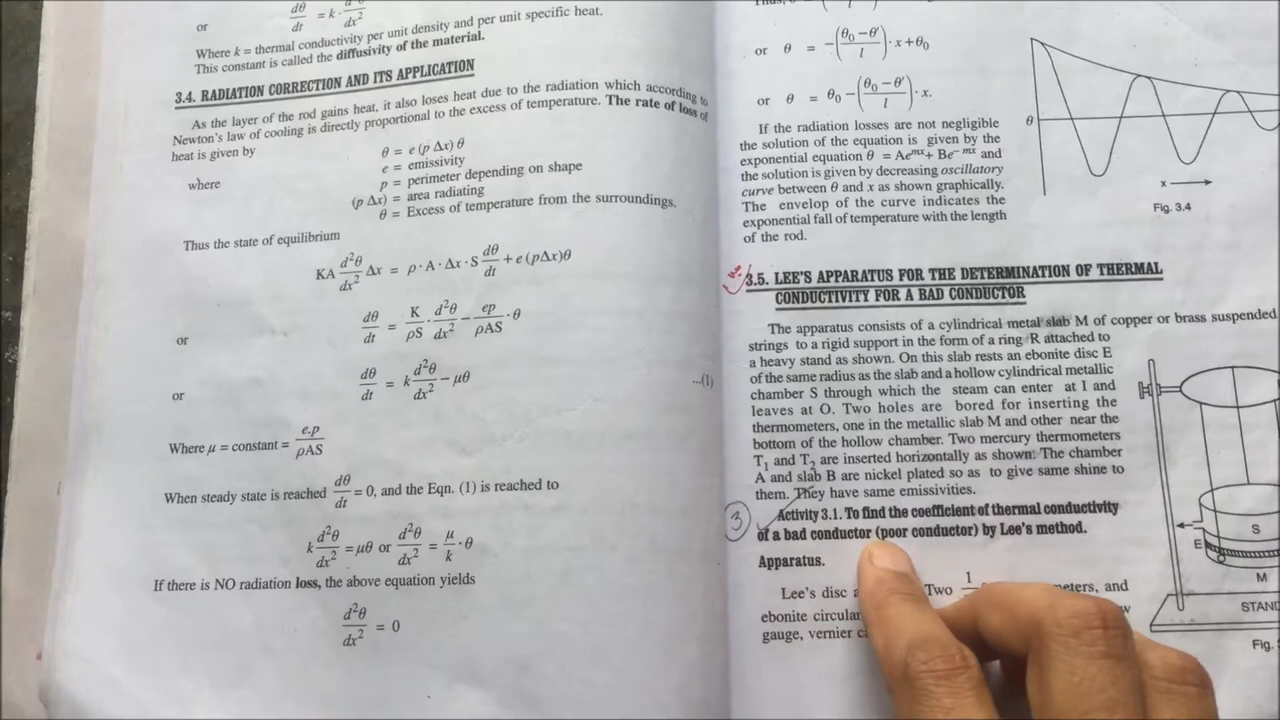 or dθ/dt = k · d²θ/dx²
Where k = thermal conductivity per unit density and per unit specific heat.
This constant is called the diffusivity of the material.
3.4. RADIATION CORRECTION AND ITS APPLICATION
As the layer of the rod gains heat, it also loses heat due to the radiation which according to
Newton's law of cooling is directly proportional to the excess of temperature. The rate of loss of
heat is given by
θ = e (p Δx) θ
where e = emissivity
p = perimeter depending on shape
(p Δx) = area radiating
θ = Excess of temperature from the surroundings.
Thus the state of equilibrium
KA d²θ/dx² Δx = ρ · A · Δx · S dθ/dt + e (pΔx)θ
or dθ/dt = K/ρS · d²θ/dx² − ep/ρAS · θ
or dθ/dt = k d²θ/dx² − μθ ...(1)
Where μ = constant = e.p/ρAS
When steady state is reached dθ/dt = 0, and the Eqn. (1) is reached to
k d²θ/dx² = μθ or d²θ/dx² = μ/k · θ
If there is NO radiation loss, the above equation yields
d²θ/dx² = 0
or θ = −((θ₀ − θ′)/l) · x + θ₀
or θ = θ₀ − ((θ₀ − θ′)/l) · x.
If the radiation losses are not negligible
the solution of the equation is given by the
exponential equation θ = Ae^mx + Be^−mx and
the solution is given by decreasing oscillatory
curve between θ and x as shown graphically.
The envelop of the curve indicates the
exponential fall of temperature with the length
of the rod.
θ
x
Fig. 3.4
3.5. LEE'S APPARATUS FOR THE DETERMINATION OF THERMAL
CONDUCTIVITY FOR A BAD CONDUCTOR
The apparatus consists of a cylindrical metal slab M of copper or brass suspended
strings to a rigid support in the form of a ring R attached to
a heavy stand as shown. On this slab rests an ebonite disc E
of the same radius as the slab and a hollow cylindrical metallic
chamber S through which the steam can enter at I and
leaves at O. Two holes are bored for inserting the
thermometers, one in the metallic slab M and other near the
bottom of the hollow chamber. Two mercury thermometers
T₁ and T₂ are inserted horizontally as shown. The chamber
A and slab B are nickel plated so as to give same shine to
them. They have same emissivities.
3
Activity 3.1. To find the coefficient of thermal conductivity
of a bad conductor (poor conductor) by Lee's method.
Apparatus.
Lee's disc Two
ebonite
gauge, vernier
S
E
M
STAND
Fig.